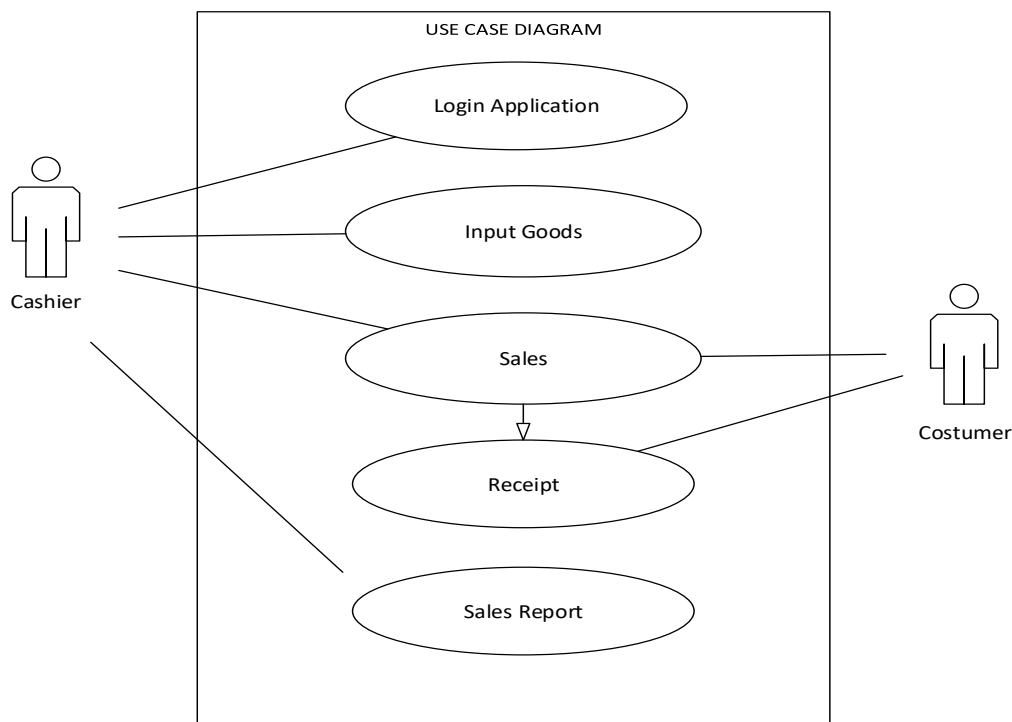 USE CASE DIAGRAM
Login Application
Input Goods
Cashier
Sales
Costumer
Receipt
Sales Report